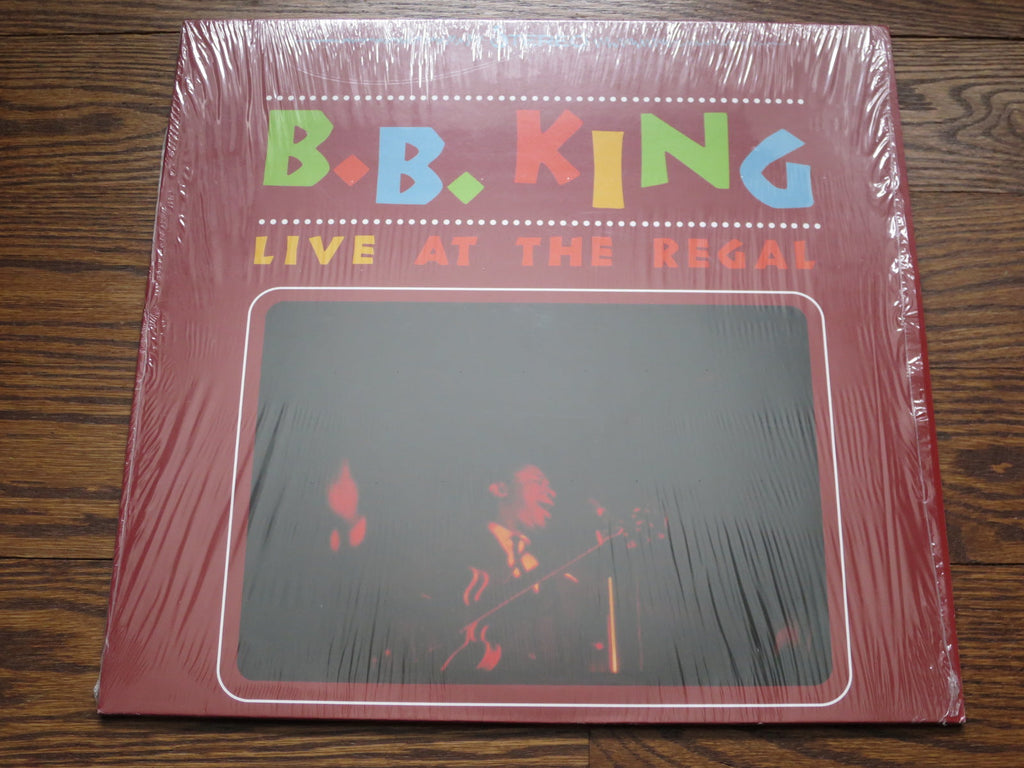 B.B. KING
LIVE AT THE REGAL